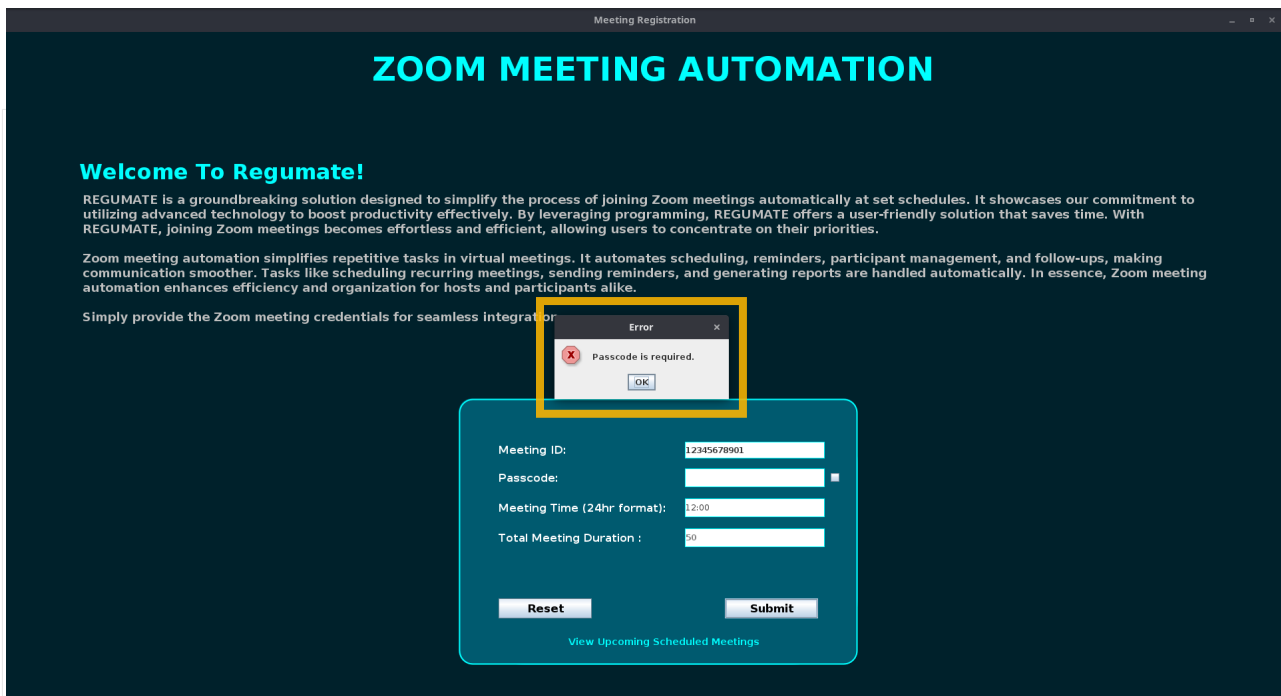 Meeting Registration
ZOOM MEETING AUTOMATION
Welcome To Regumate!
REGUMATE is a groundbreaking solution designed to simplify the process of joining Zoom meetings automatically at set schedules. It showcases our commitment to
utilizing advanced technology to boost productivity effectively. By leveraging programming, REGUMATE offers a user-friendly solution that saves time. With
REGUMATE, joining Zoom meetings becomes effortless and efficient, allowing users to concentrate on their priorities.
Zoom meeting automation simplifies repetitive tasks in virtual meetings. It automates scheduling, reminders, participant management, and follow-ups, making
communication smoother. Tasks like scheduling recurring meetings, sending reminders, and generating reports are handled automatically. In essence, Zoom meeting
automation enhances efficiency and organization for hosts and participants alike.
Simply provide the Zoom meeting credentials for seamless integration
Error
Passcode is required.
OK
Meeting ID: 12345678901
Passcode:
Meeting Time (24hr format): 12:00
Total Meeting Duration : 50
Reset Submit
View Upcoming Scheduled Meetings